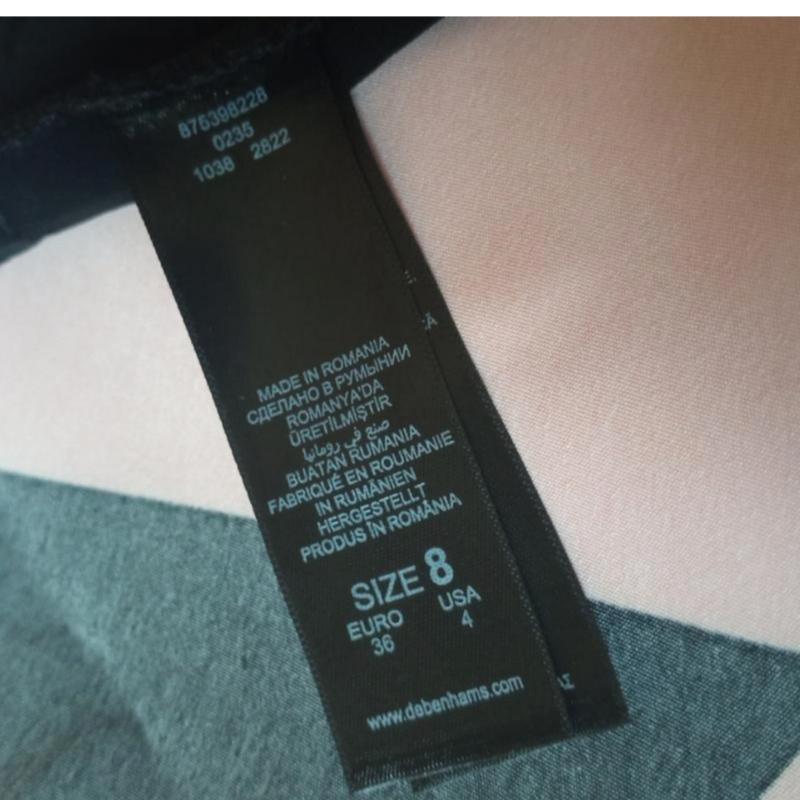 875398228
0235
1038 2822
MADE IN ROMANIA
СДЕЛАНО В РУМЫНИИ
ROMANYA'DA
ÜRETİLMİŞTİR
صنع في رومانيا
BUATAN RUMANIA
FABRIQUÉ EN ROUMANIE
IN RUMÄNIEN
HERGESTELLT
PRODUS ÎN ROMÂNIA
SIZE 8
EURO USA
36 4
www.debenhams.com